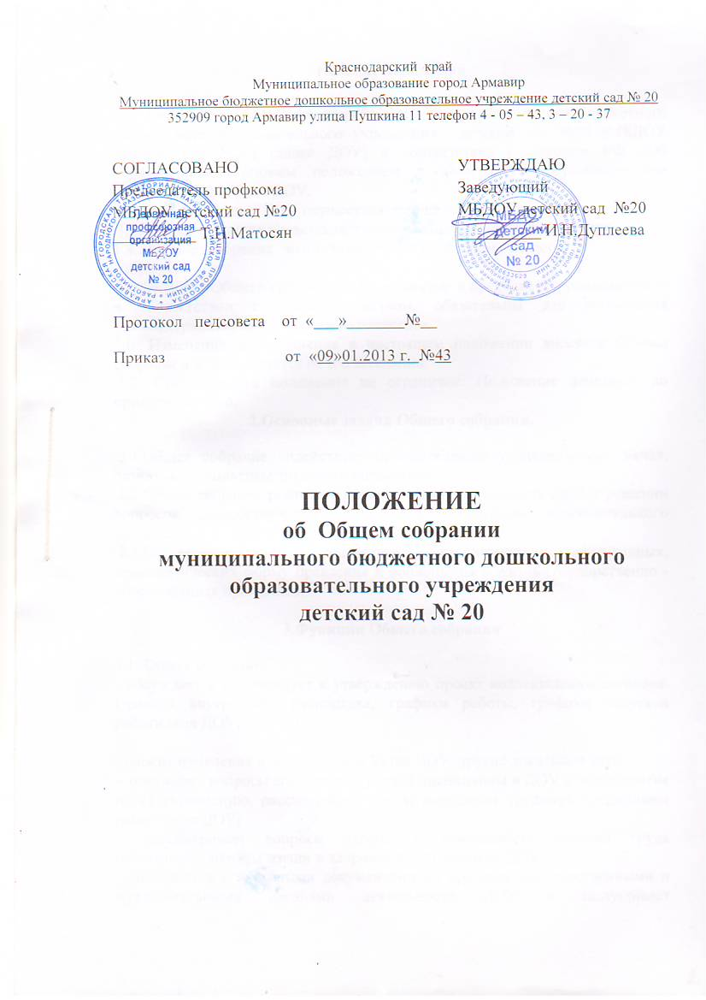 Краснодарский край
Муниципальное образование город Армавир
Муниципальное бюджетное дошкольное образовательное учреждение детский сад № 20
352909 город Армавир улица Пушкина 11 телефон 4 - 05 – 43, 3 – 20 - 37
СОГЛАСОВАНО
Председатель профкома
МБДОУ детский сад №20
Т.Н.Матосян
УТВЕРЖДАЮ
Заведующий
МБДОУ детский сад №20
И.Н.Дуплеева
Первичная
профсоюзная
организация
МБДОУ
детский сад
№ 20
МБДОУ
детский
сад
№ 20
Протокол педсовета от «___»_______№__
Приказ от «09»01.2013 г. №43
ПОЛОЖЕНИЕ
об Общем собрании
муниципального бюджетного дошкольного
образовательного учреждения
детский сад № 20